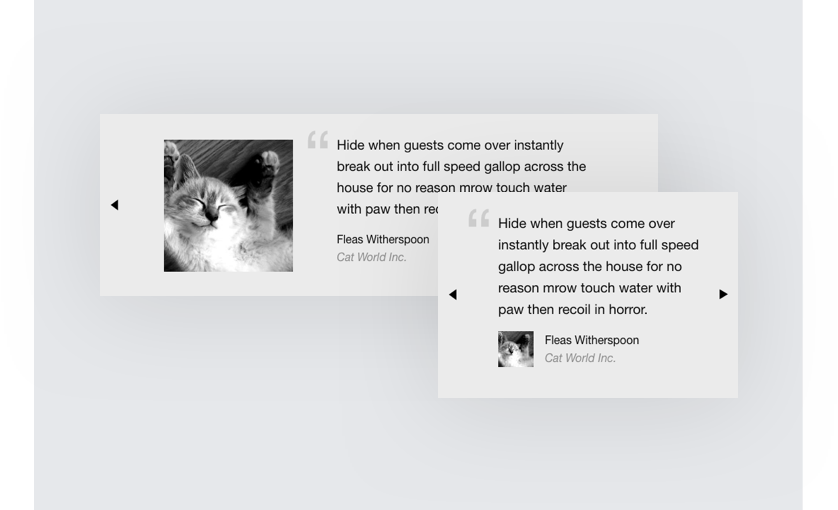 “
Hide when guests come over instantly
break out into full speed gallop across the
house for no reason mrow touch water
with paw then rec
Fleas Witherspoon
Cat World Inc.
“
Hide when guests come over
instantly break out into full speed
gallop across the house for no
reason mrow touch water with
paw then recoil in horror.
Fleas Witherspoon
Cat World Inc.